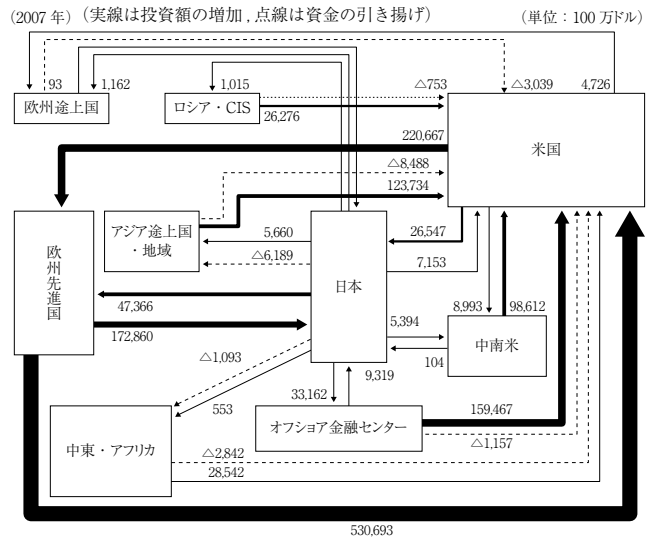 (2007 年) (実線は投資額の増加 , 点線は資金の引き揚げ) (単位：100 万ドル)
93 1,162 1,015 △753 △3,039 4,726
欧州途上国 ロシア・CIS
26,276
米国
220,667
△8,488
123,734
アジア途上国
・地域
欧州先進国
5,660
△6,189
日本
26,547
7,153
47,366
172,860
8,993 98,612
5,394
中南米
104
△1,093
553
9,319
33,162
オフショア金融センター
159,467
△1,157
中東・アフリカ
△2,842
28,542
530,693